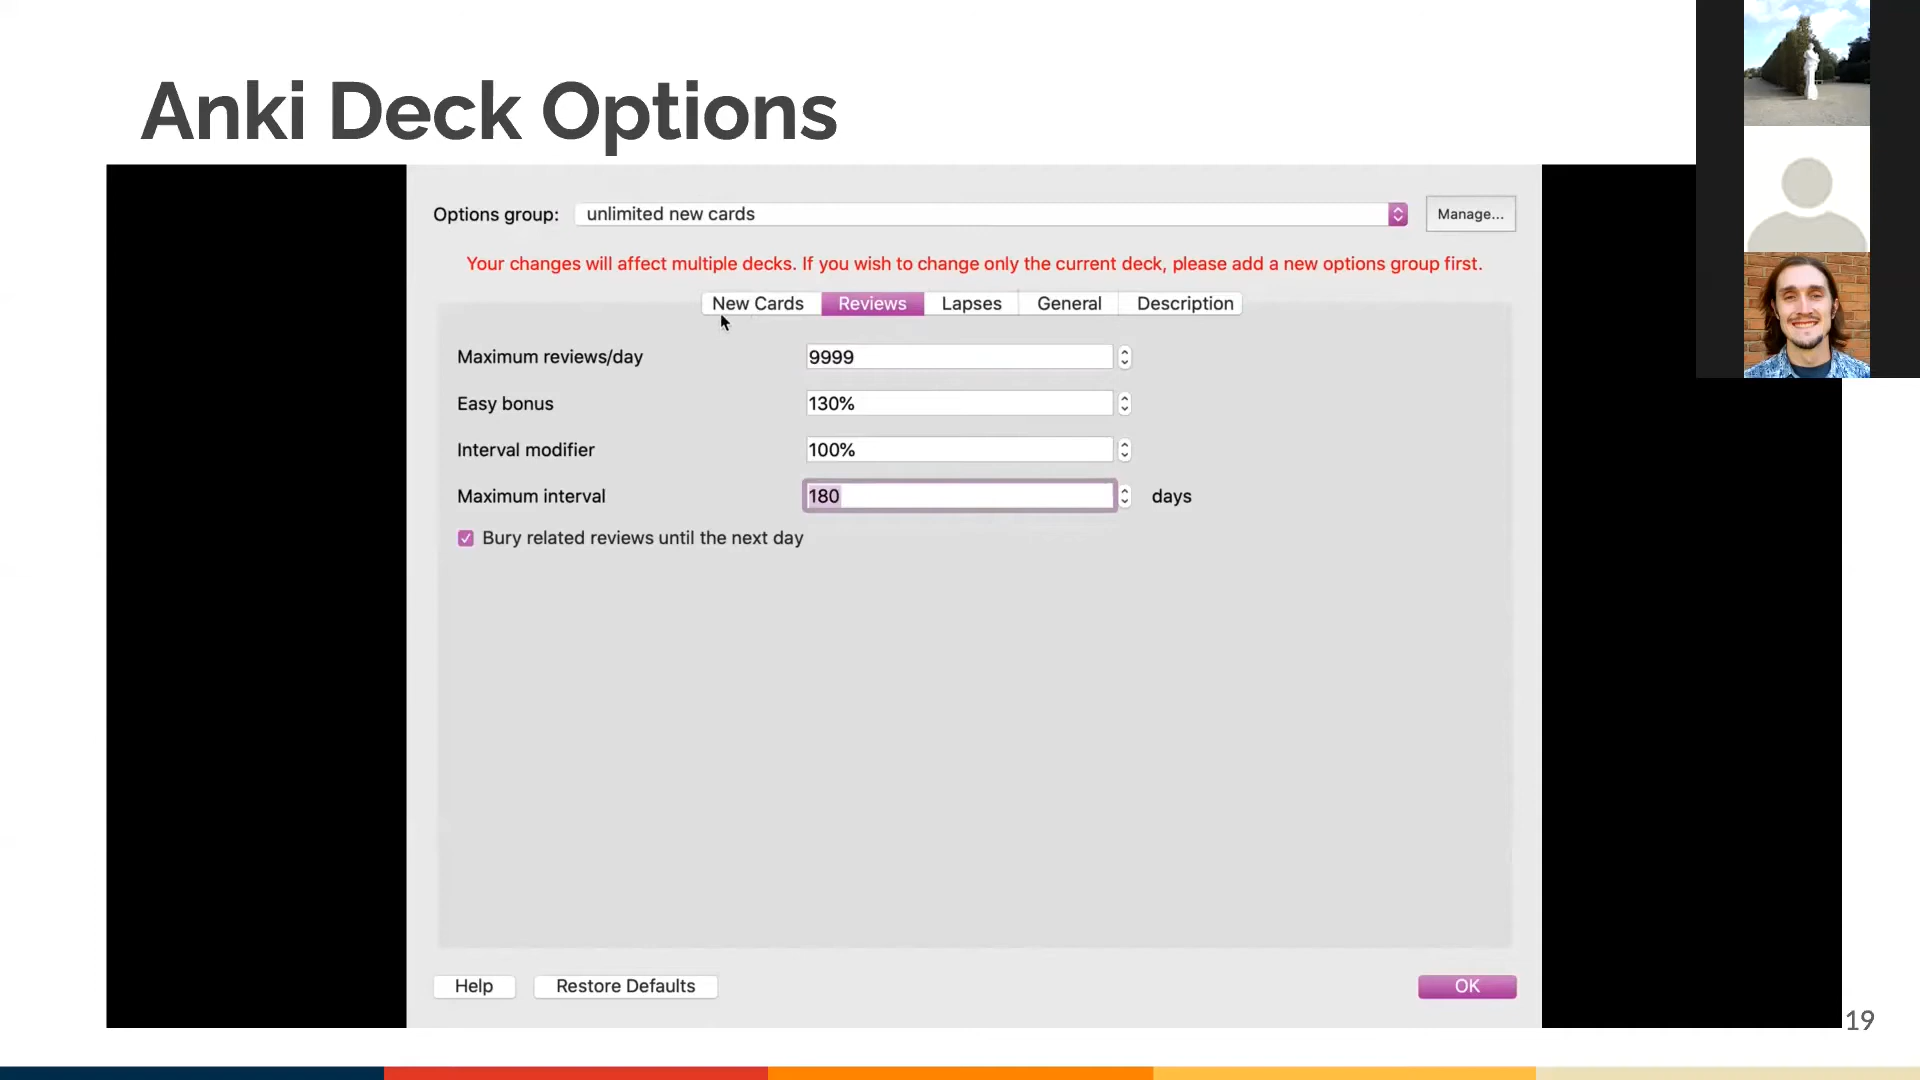 Anki Deck Options
Options group: unlimited new cards Manage...
Your changes will affect multiple decks. If you wish to change only the current deck, please add a new options group first.
New Cards Reviews Lapses General Description
Maximum reviews/day 9999
Easy bonus 130%
Interval modifier 100%
Maximum interval 180 days
Bury related reviews until the next day
Help Restore Defaults OK
19